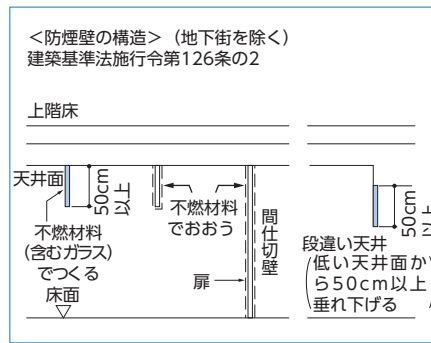 ＜防煙壁の構造＞（地下街を除く）
建築基準法施行令第126条の2
上階床
天井面
50cm
以上
不燃材料
(含むガラス)
でつくる
床面
不燃材料
でおおう
扉
間仕切壁
50cm
以上
段違い天井
低い天井面か
ら50cm以上
垂れ下げる